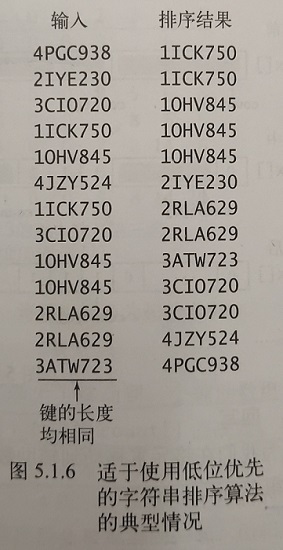 输入 排序结果
4PGC938 1ICK750
2IYE230 1ICK750
3CIO720 1OHV845
1ICK750 1OHV845
1OHV845 1OHV845
4JZY524 2IYE230
1ICK750 2RLA629
3CIO720 2RLA629
1OHV845 3ATW723
1OHV845 3CIO720
2RLA629 3CIO720
2RLA629 4JZY524
3ATW723 4PGC938
键的长度
均相同
图 5.1.6 适于使用低位优先
的字符串排序算法
的典型情况